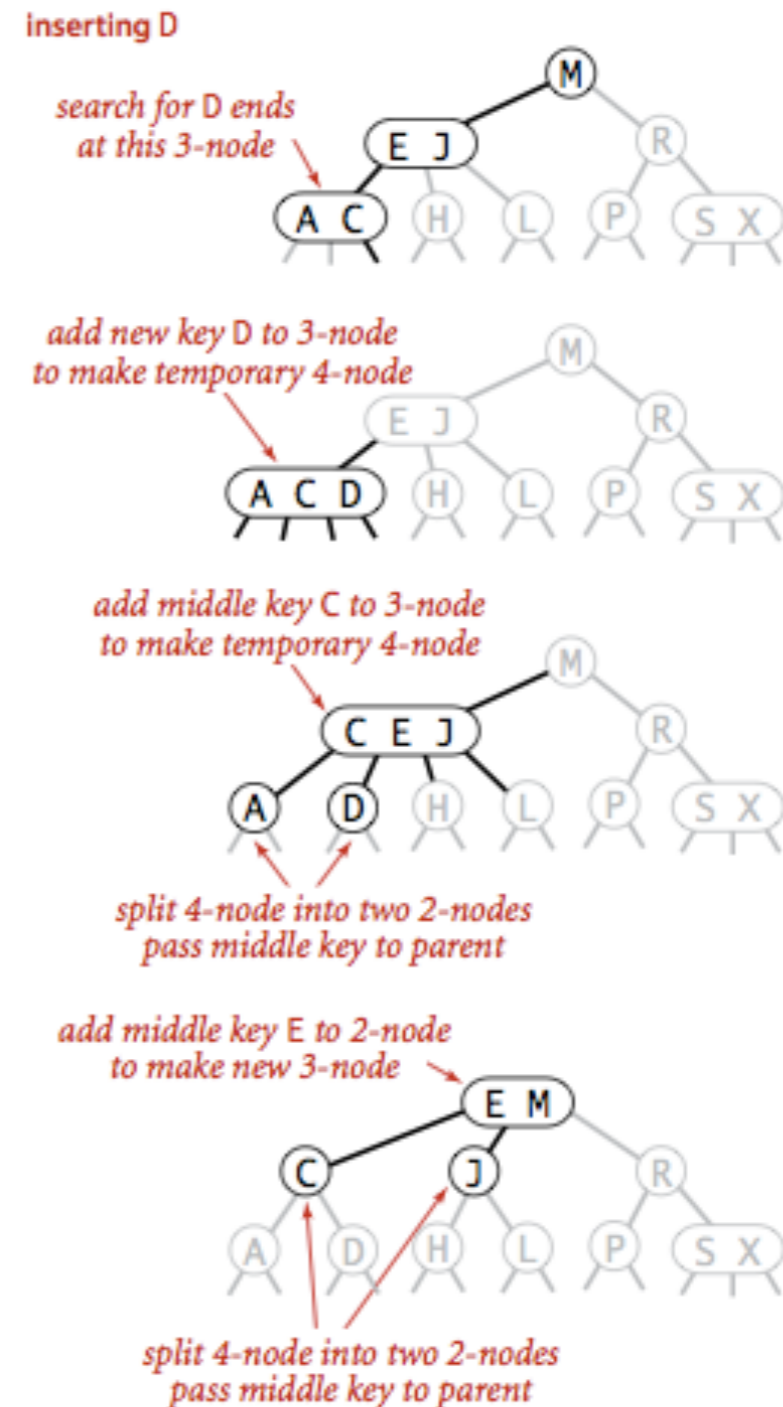 inserting D
search for D ends
at this 3-node
M
E J
R
A C
H
L
P
S X
add new key D to 3-node
to make temporary 4-node
M
E J
R
A C D
H
L
P
S X
add middle key C to 3-node
to make temporary 4-node
M
C E J
R
A
D
H
L
P
S X
split 4-node into two 2-nodes
pass middle key to parent
add middle key E to 2-node
to make new 3-node
E M
C
J
R
A
D
H
L
P
S X
split 4-node into two 2-nodes
pass middle key to parent